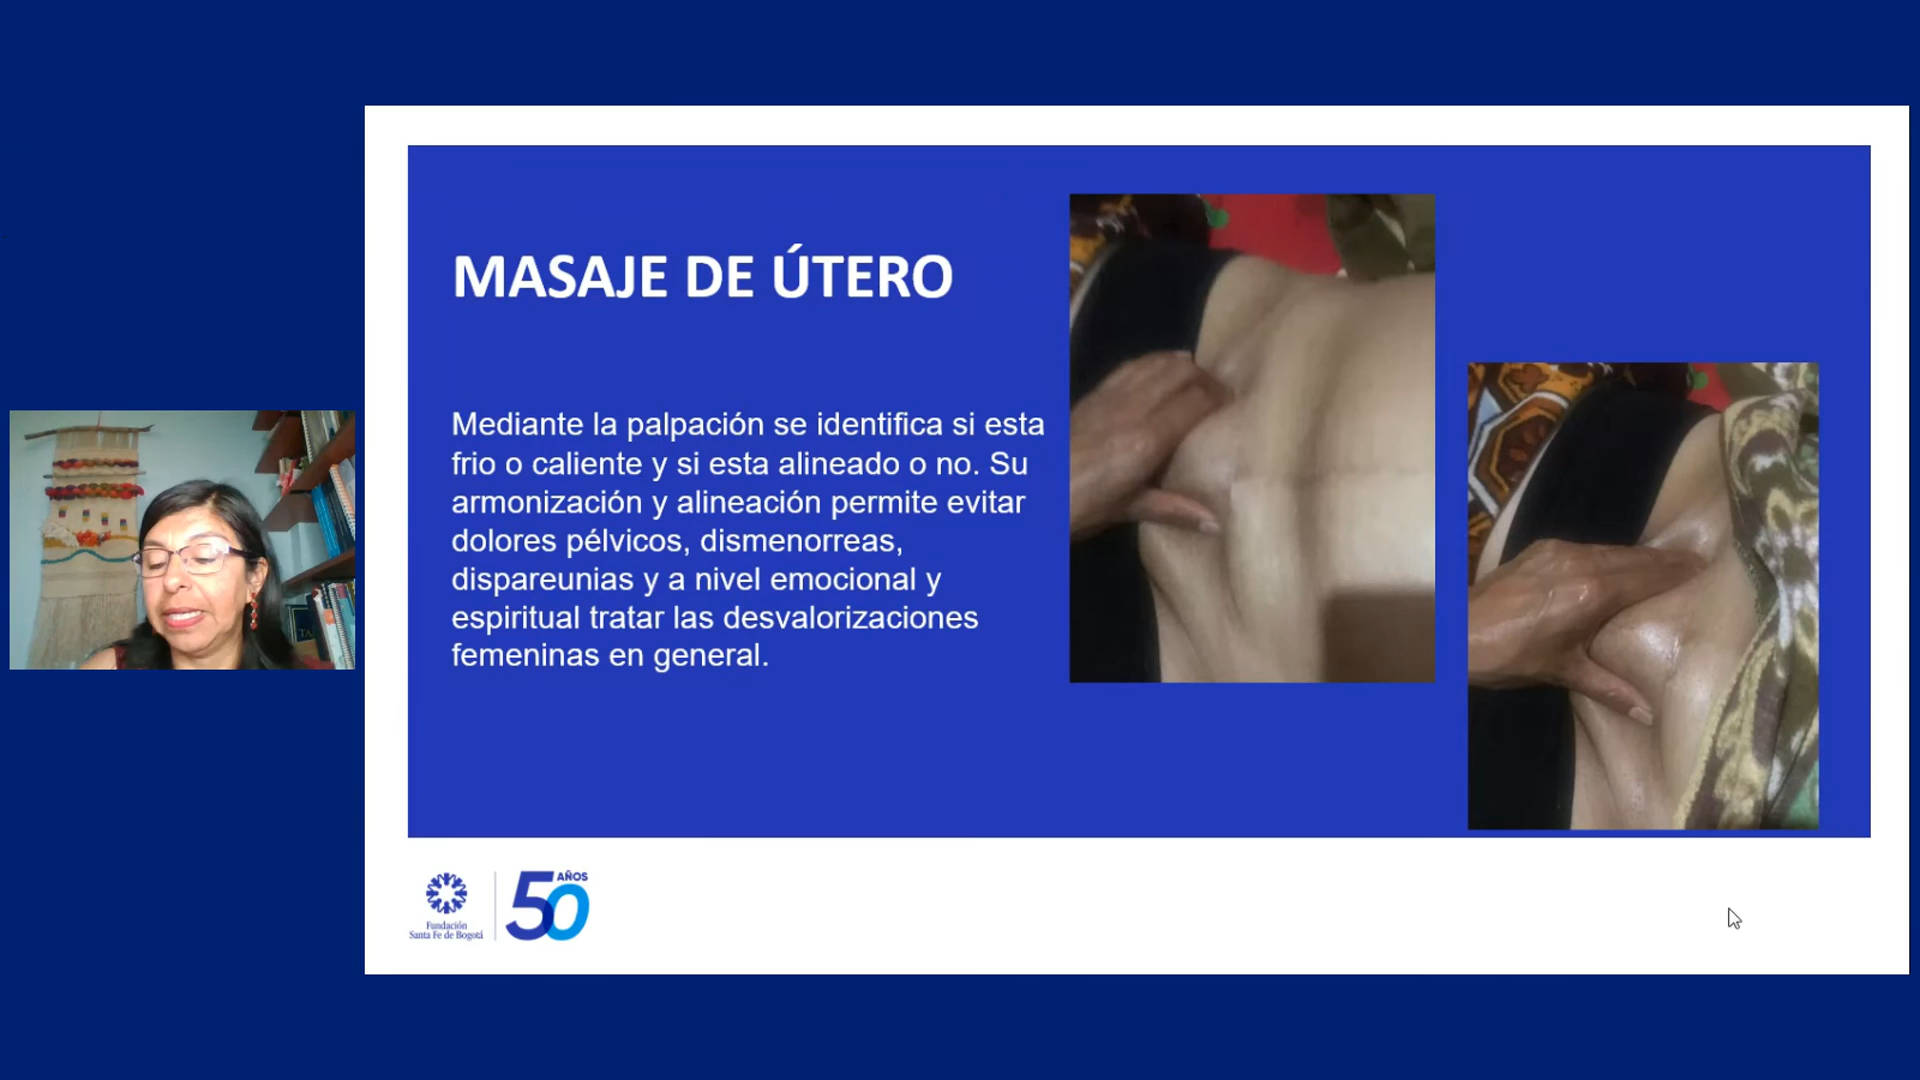 MASAJE DE ÚTERO
Mediante la palpación se identifica si esta
frio o caliente y si esta alineado o no. Su
armonización y alineación permite evitar
dolores pélvicos, dismenorreas,
dispareunias y a nivel emocional y
espiritual tratar las desvalorizaciones
femeninas en general.
Fundación
Santa Fe de Bogotá
50 AÑOS